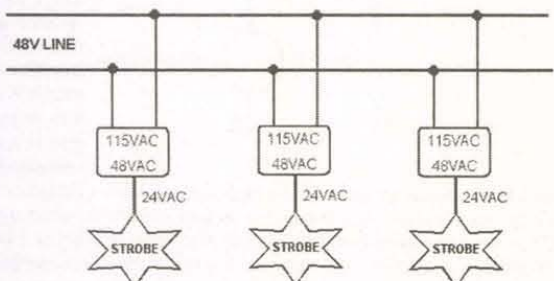 48V LINE
115VAC 115VAC 115VAC
48VAC 48VAC 48VAC
24VAC 24VAC 24VAC
STROBE STROBE STROBE